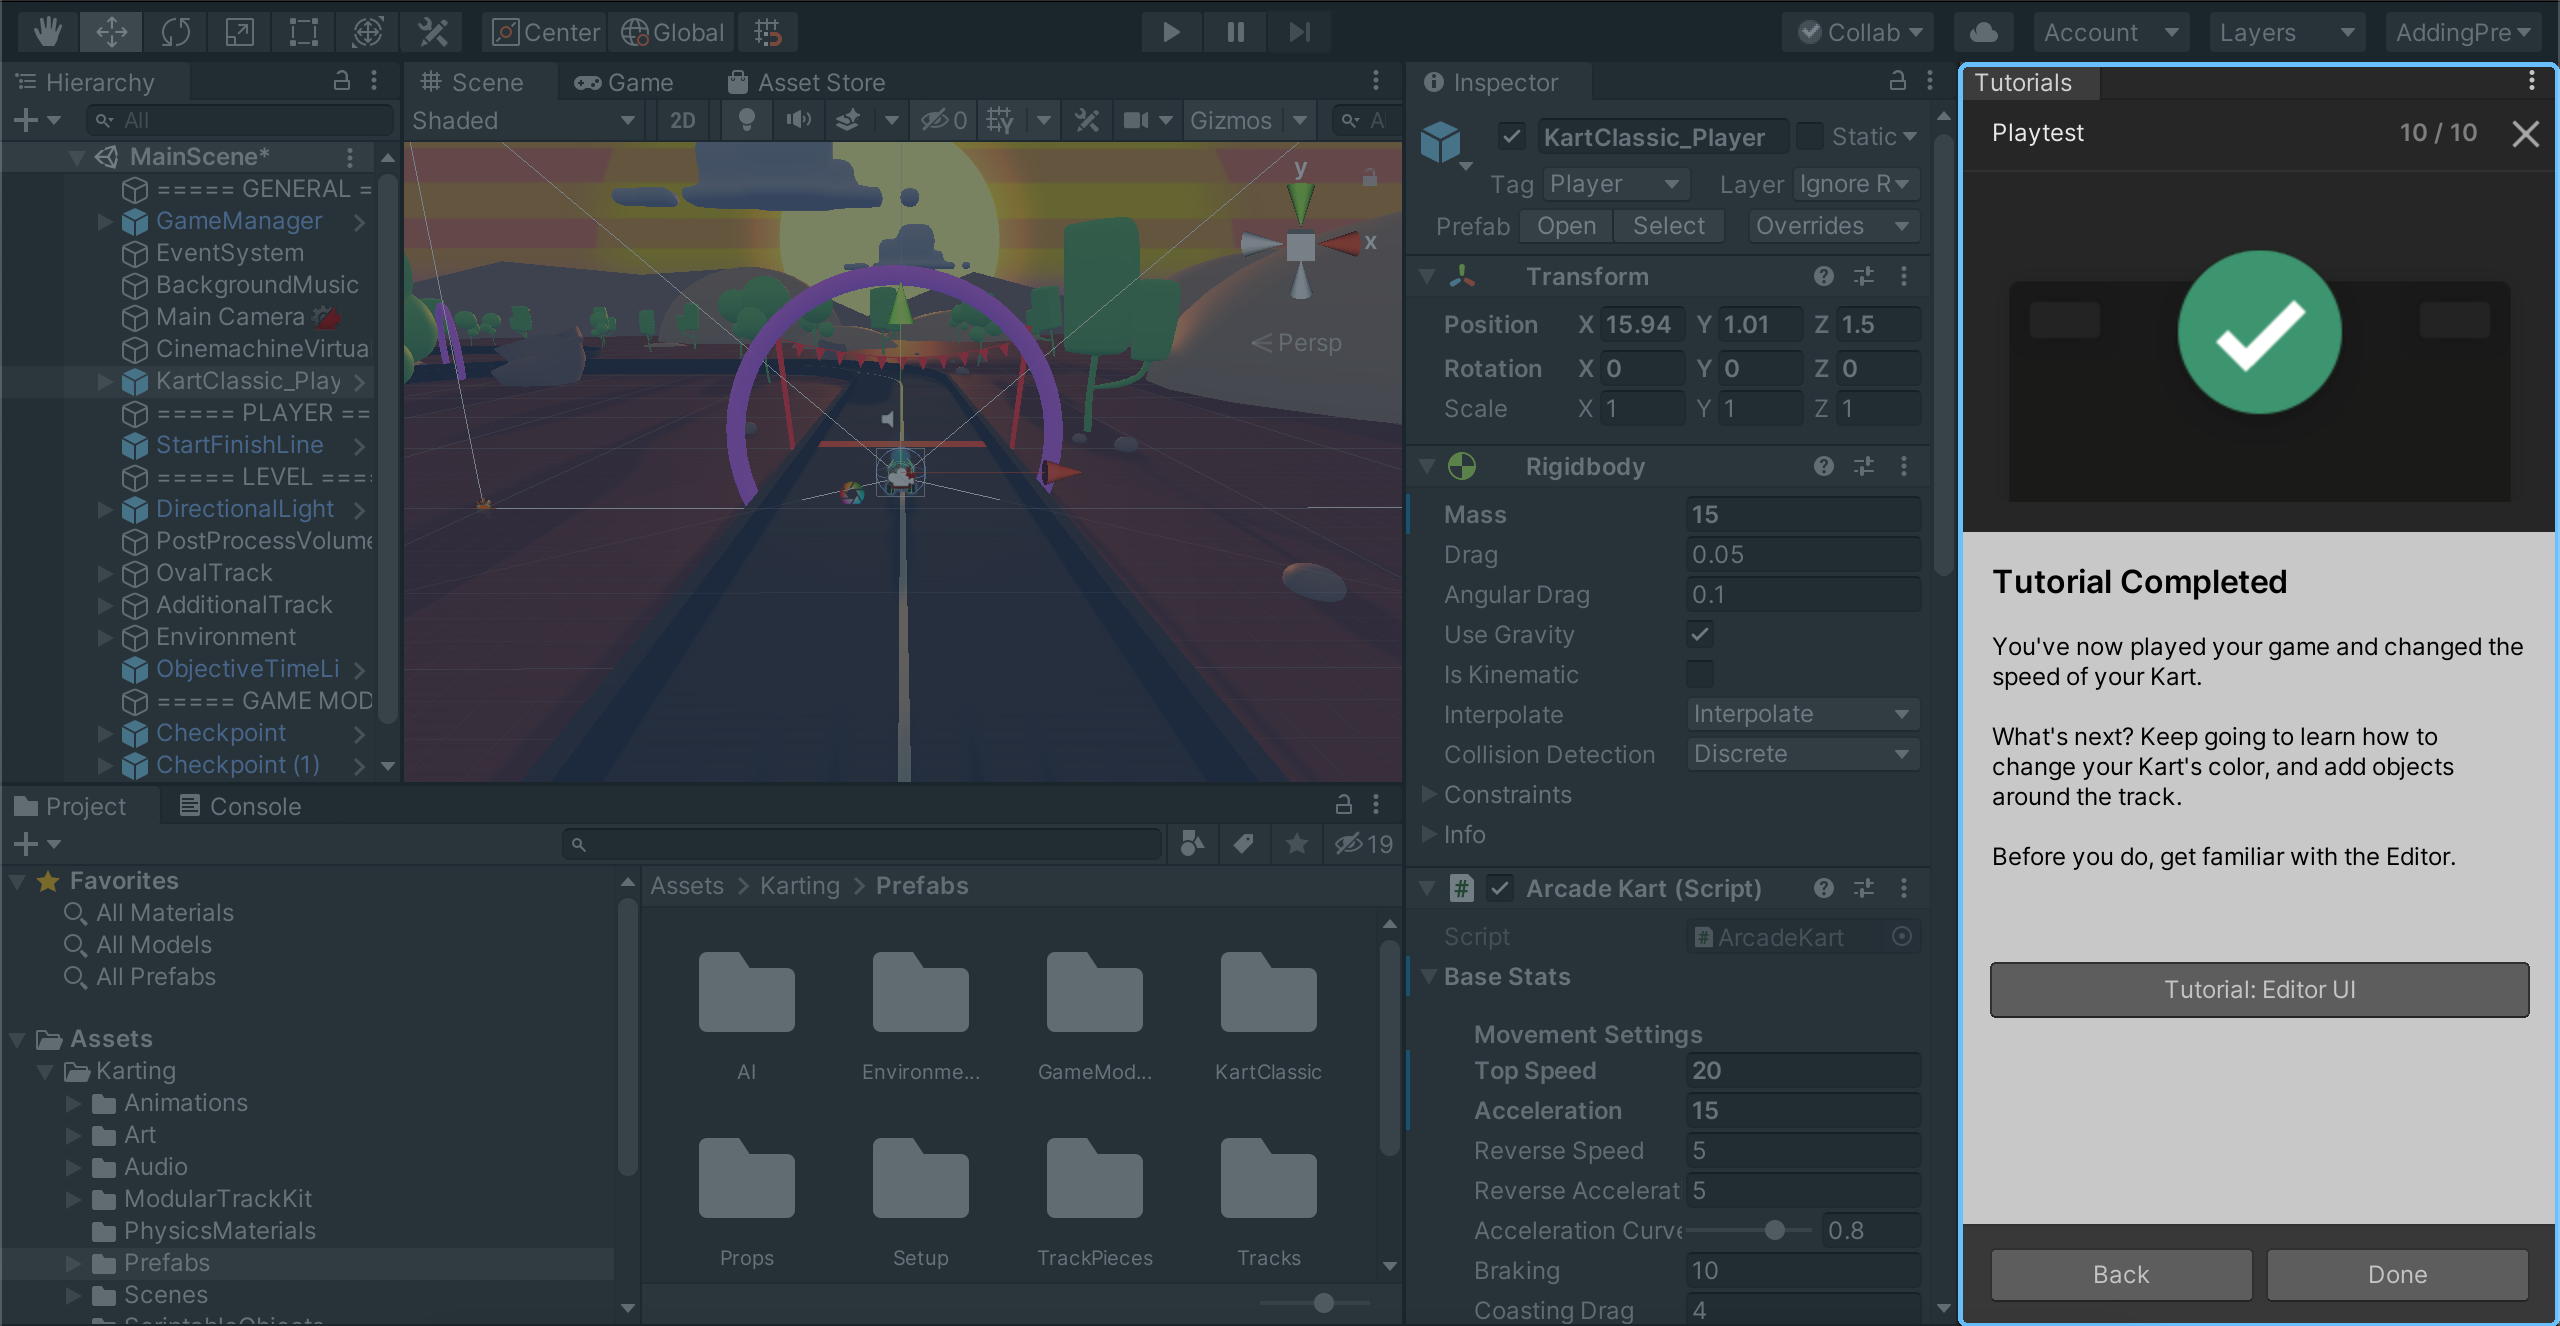 Center Global Collab Account Layers AddingPre
Hierarchy
All
MainScene*
===== GENERAL =
GameManager
EventSystem
BackgroundMusic
Main Camera
CinemachineVirtua
KartClassic_Play
===== PLAYER ==
StartFinishLine
===== LEVEL ====
DirectionalLight
PostProcessVolume
OvalTrack
AdditionalTrack
Environment
ObjectiveTimeLi
===== GAME MOD
Checkpoint
Checkpoint (1)
Scene Game Asset Store
Shaded 2D 0 Gizmos A
y
x
Persp
Inspector
KartClassic_Player Static
Tag Player Layer Ignore R
Prefab Open Select Overrides
Transform
Position X 15.94 Y 1.01 Z 1.5
Rotation X 0 Y 0 Z 0
Scale X 1 Y 1 Z 1
Rigidbody
Mass 15
Drag 0.05
Angular Drag 0.1
Use Gravity
Is Kinematic
Interpolate Interpolate
Collision Detection Discrete
Constraints
Info
# Arcade Kart (Script)
Script # ArcadeKart
Base Stats
Movement Settings
Top Speed 20
Acceleration 15
Reverse Speed 5
Reverse Accelerat 5
Acceleration Curve 0.8
Braking 10
Coasting Drag 4
Project Console
19
Favorites
All Materials
All Models
All Prefabs
Assets
Karting
Animations
Art
Audio
ModularTrackKit
PhysicsMaterials
Prefabs
Scenes
ScriptableObjects
Assets > Karting > Prefabs
AI Environme... GameMod... KartClassic
Props Setup TrackPieces Tracks
Tutorials
Playtest 10 / 10
Tutorial Completed
You've now played your game and changed the
speed of your Kart.
What's next? Keep going to learn how to
change your Kart's color, and add objects
around the track.
Before you do, get familiar with the Editor.
Tutorial: Editor UI
Back Done